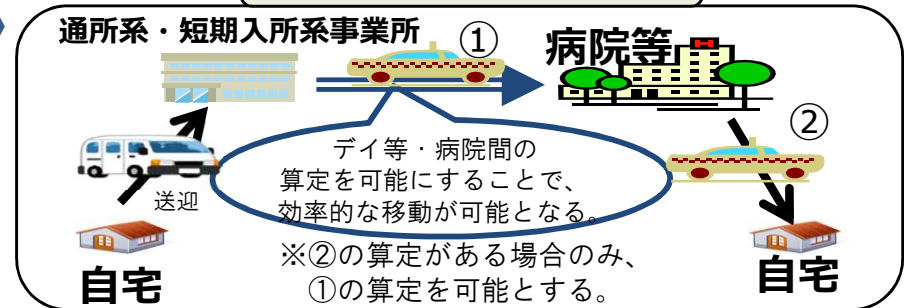 通所系・短期入所系事業所
①
病院等
H
②
デイ等・病院間の
算定を可能にすることで、
効率的な移動が可能となる。
送迎
※②の算定がある場合のみ、
①の算定を可能とする。
自宅
自宅